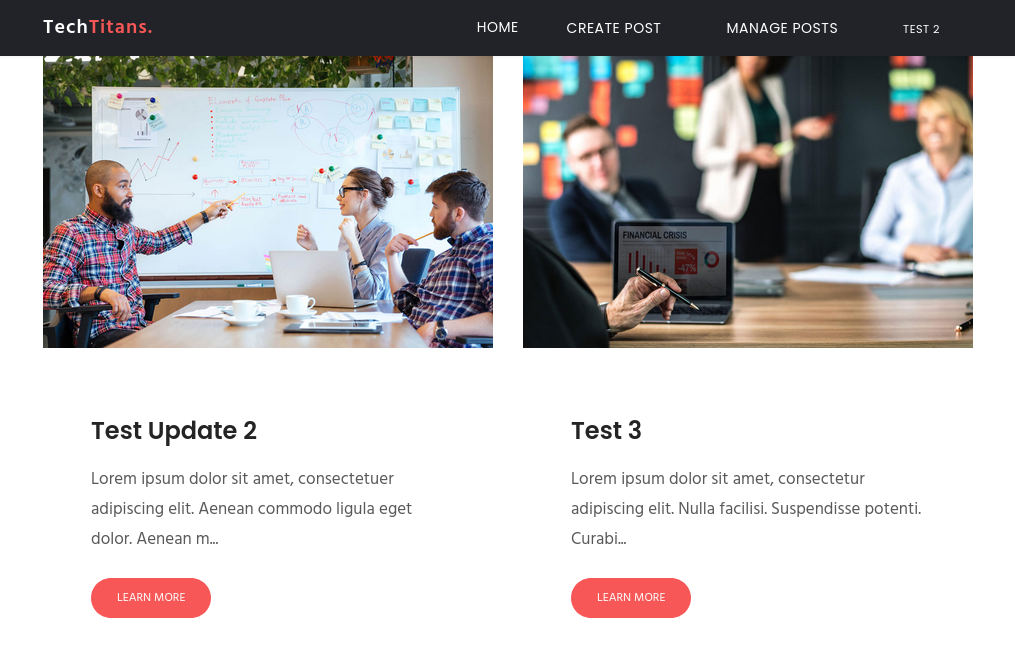 TechTitans.
HOME
CREATE POST
MANAGE POSTS
TEST 2
FINANCIAL CRISIS
-47%
Test Update 2
Lorem ipsum dolor sit amet, consectetuer
adipiscing elit. Aenean commodo ligula eget
dolor. Aenean m...
LEARN MORE
Test 3
Lorem ipsum dolor sit amet, consectetur
adipiscing elit. Nulla facilisi. Suspendisse potenti.
Curabi...
LEARN MORE